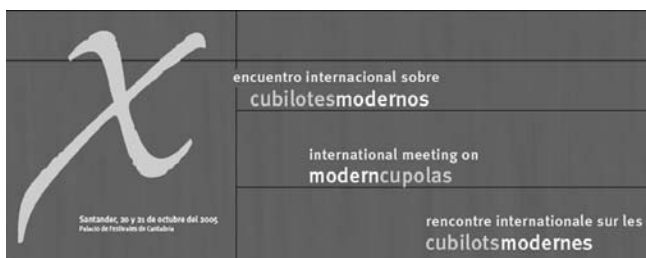 X
encuentro internacional sobre
cubilotesmodernos
international meeting on
moderncupolas
Santander, 20 y 21 de octubre del 2005
Palacio de Festivales de Cantabria
rencontre internationale sur les
cubilotsmodernes